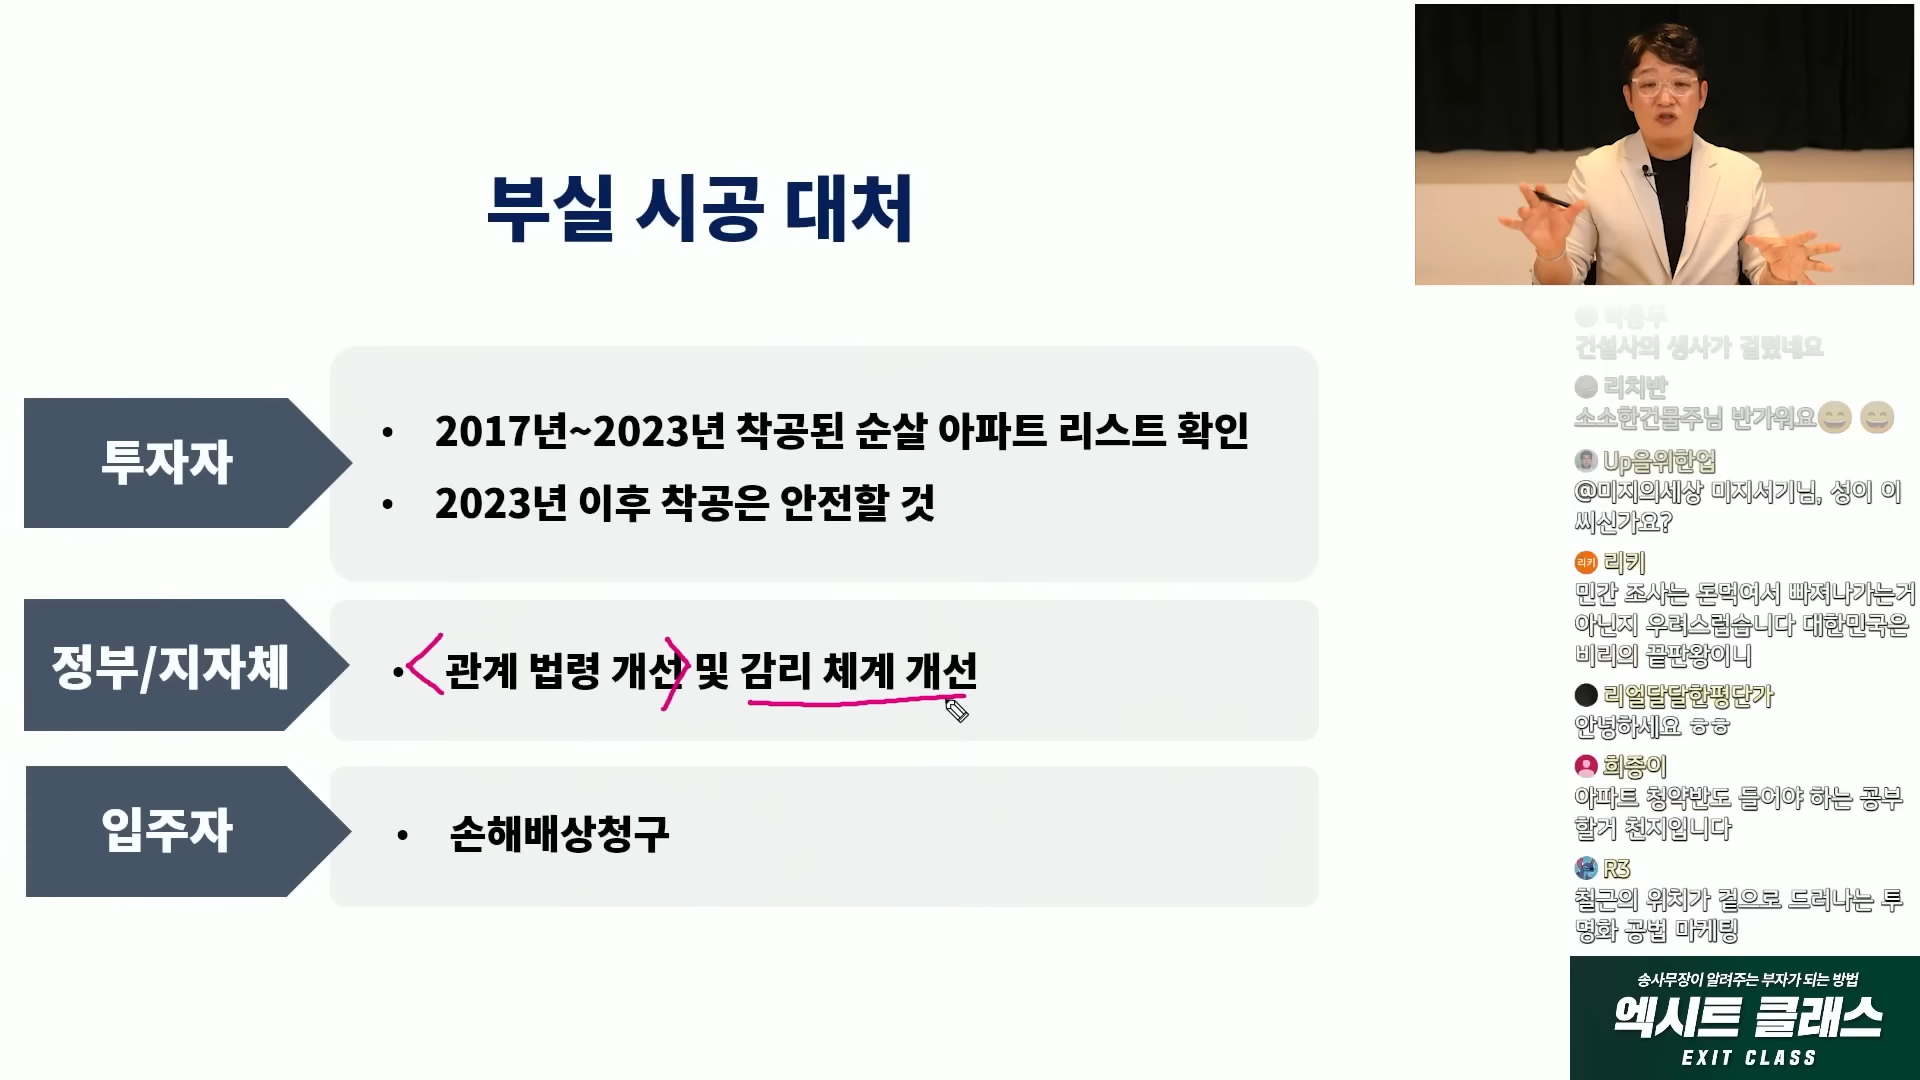 부실 시공 대처
투자자
• 2017년~2023년 착공된 순살 아파트 리스트 확인
• 2023년 이후 착공은 안전할 것
정부/지자체
• 관계 법령 개선 및 감리 체계 개선
입주자
• 손해배상청구
건설사의 생사가 걸렸네요
리치반
소소한건물주님 반가워요😄 😄
Up을위한업
@미지의세상 미지서기님, 성이 이
씨신가요?
리키
리키
민간 조사는 돈먹여서 빠져나가는거
아닌지 우려스럽습니다 대한민국은
비리의 끝판왕이니
리얼달달한평단가
안녕하세요 ㅎㅎ
희증이
아파트 청약반도 들어야 하는 공부
할거 천지입니다
R3
철근의 위치가 겉으로 드러나는 투
명화 공법 마케팅
송사무장이 알려주는 부자가 되는 방법
엑시트 클래스
EXIT CLASS